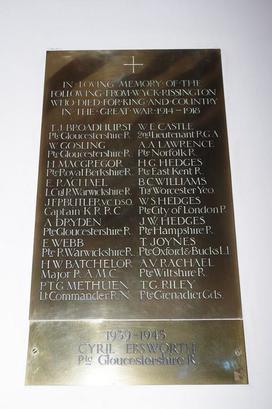 IN LOVING MEMORY OF THE
FOLLOWING FROM WYCK-RISSINGTON
WHO DIED FOR KING AND COUNTRY
IN THE GREAT WAR 1914 – 1918
T. J. BROADHURST
Pte Gloucestershire R.
W. GOSLING
Pte Gloucestershire R.
H. MACGREGOR
Pte Royal Berkshire R.
E. RACHAEL
L. Cpl R. Warwickshire R.
J.F.P. BUTLER. V.C. D.S.O.
Captain K. R. R. C.
A. DRYDEN
Pte Gloucestershire R.
E. WEBB
Pte R. Warwickshire R.
H. W. BATCHELOR
Major R. A. M. C.
P. T. G. METHUEN
Lt Commander R. N.
W. E. CASTLE
2nd Lieutenant R.G.A.
A. A. LAWRENCE
Pte Norfolk R.
H. G. HEDGES
Pte East Kent R.
B. C. WILLIAMS
Tpr Worcester Yeo.
W. S. HEDGES
Pte City of London R.
J. W. HEDGES
Pte Hampshire R.
T. JOYNES
Pte Oxford & Bucks L.I.
A. V. RACHAEL
Pte Wiltshire R.
T. G. RILEY
Pte Grenadier Gds.
1939–1945
CYRIL EBSWORTH
Pte Gloucestershire R.